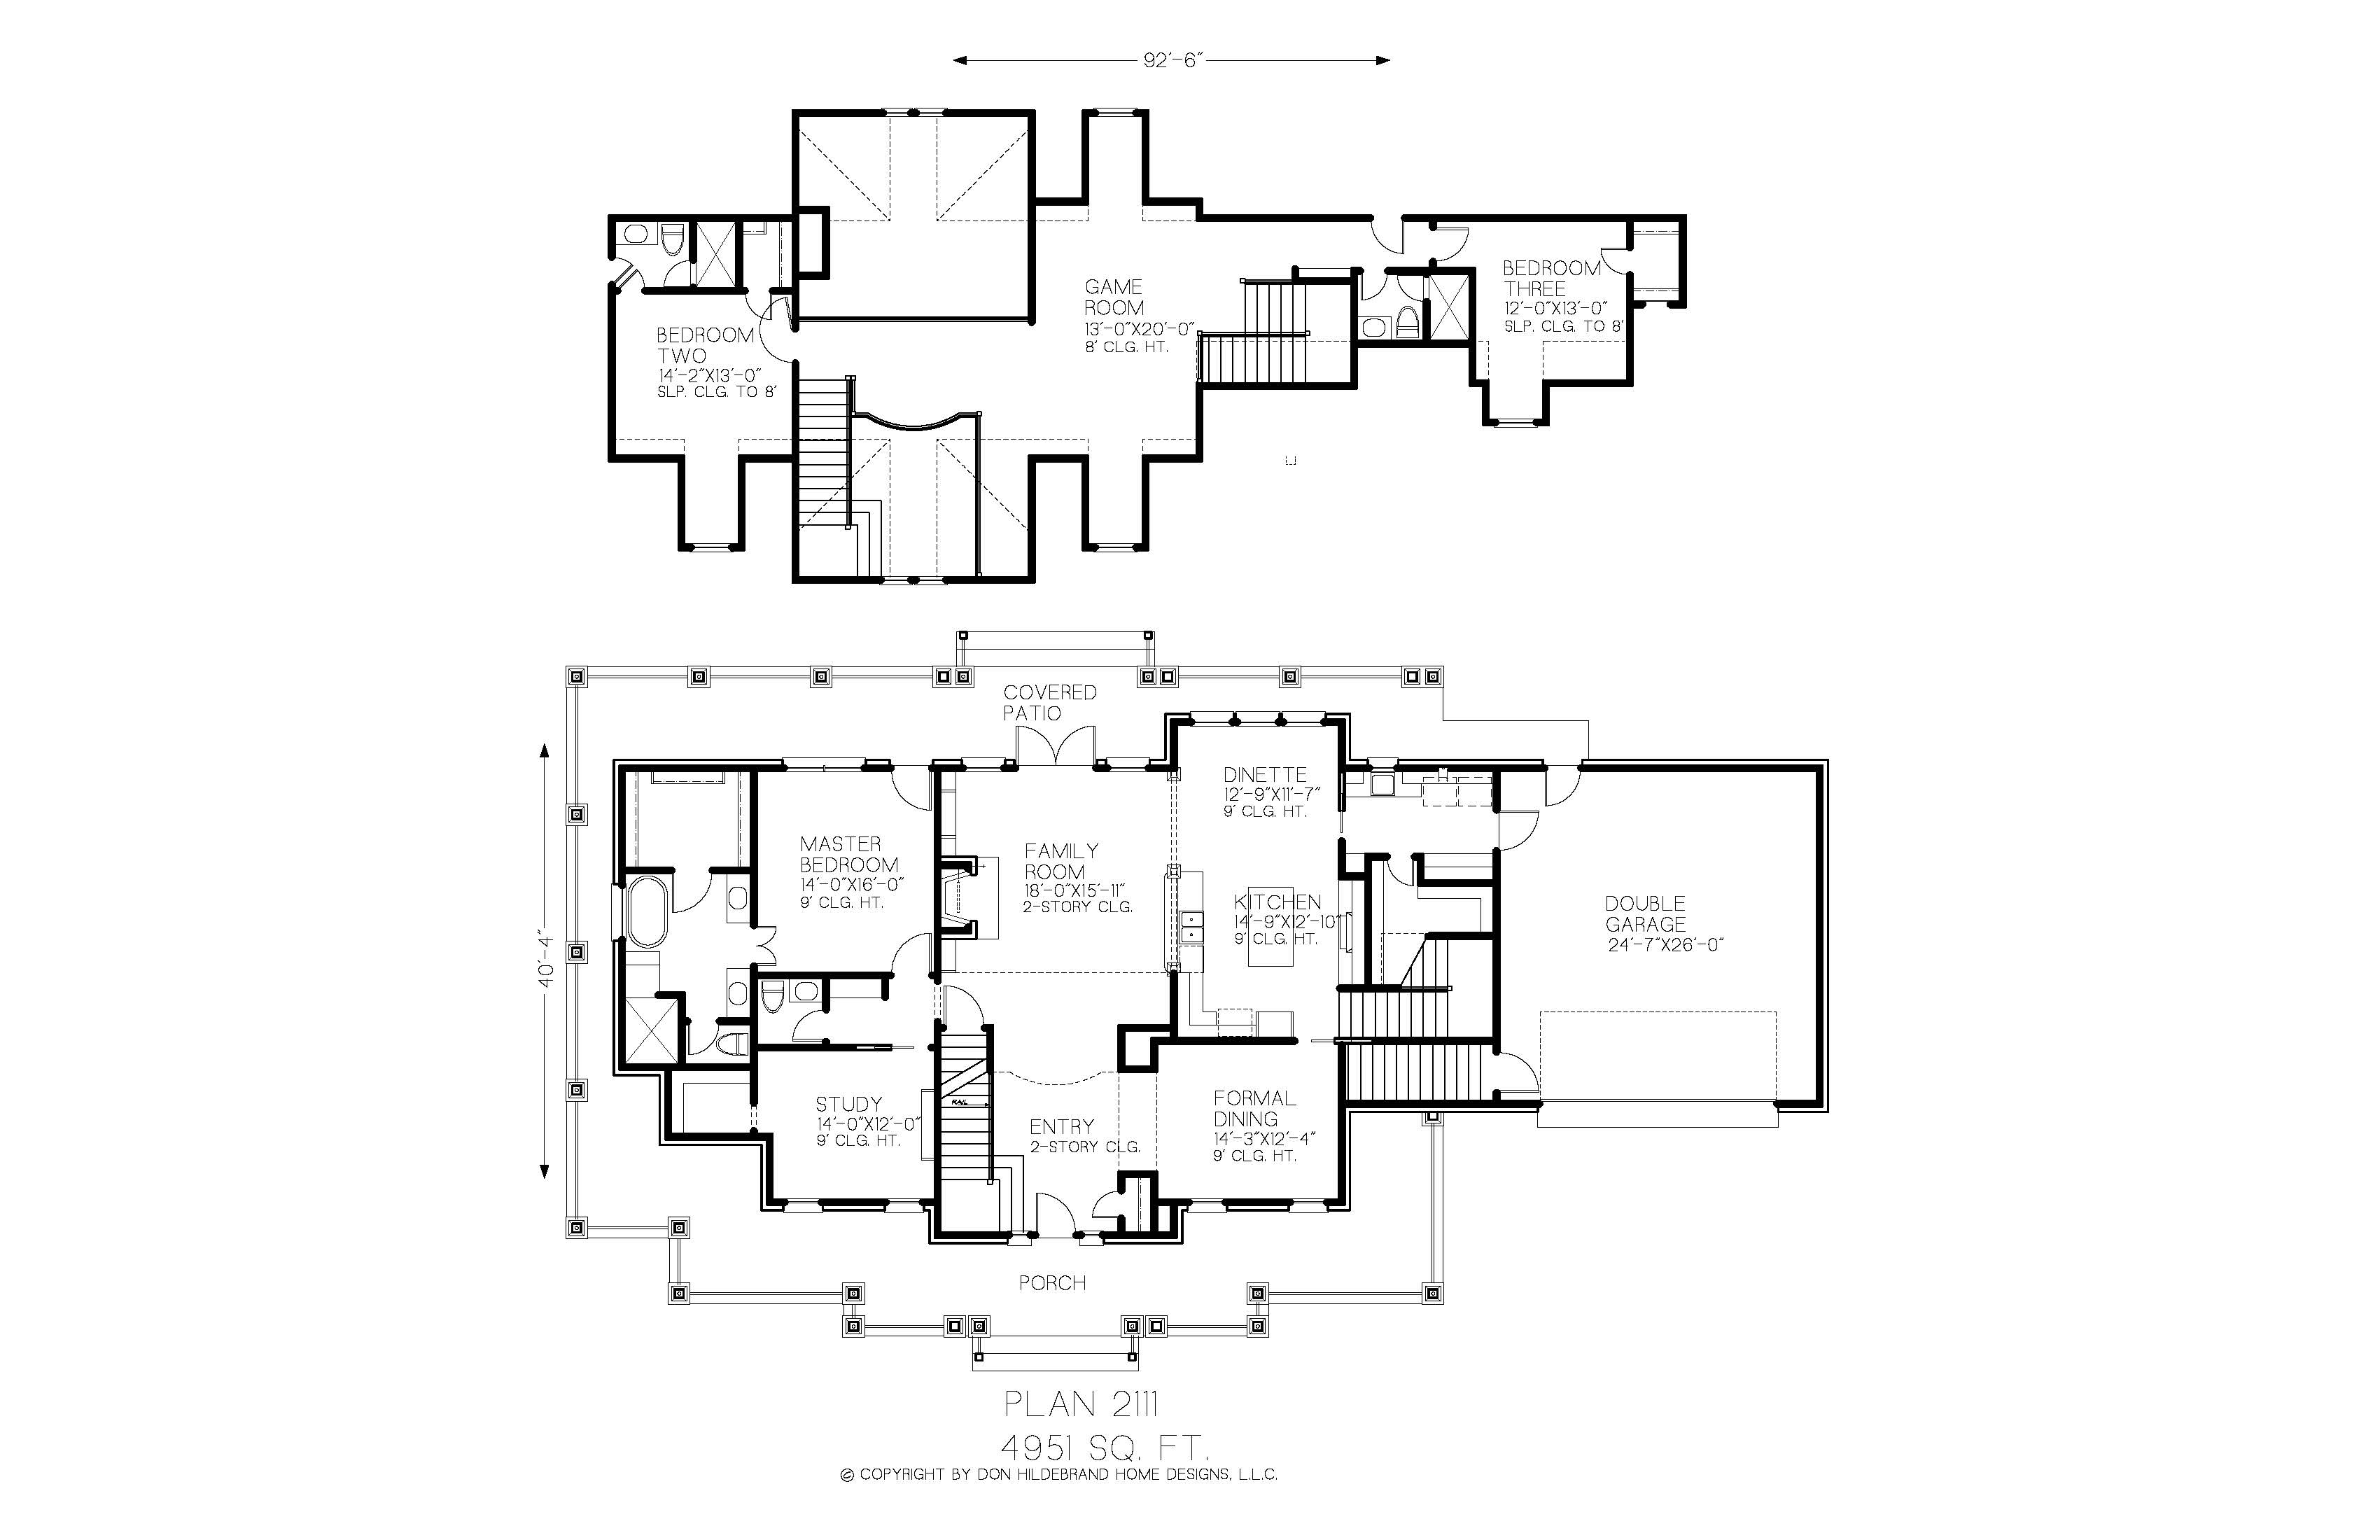 92'-6"
GAME
ROOM
13'-0"X20'-0"
8' CLG. HT.
BEDROOM
THREE
12'-0"X13'-0"
SLP. CLG. TO 8'
BEDROOM
TWO
14'-2"X13'-0"
SLP. CLG. TO 8'
COVERED
PATIO
DINETTE
12'-9"X11'-7"
9' CLG. HT.
MASTER
BEDROOM
14'-0"X16'-0"
9' CLG. HT.
FAMILY
ROOM
18'-0"X15'-11"
2-STORY CLG.
KITCHEN
14'-9"X12'-10"
9' CLG. HT.
DOUBLE
GARAGE
24'-7"X26'-0"
40'-4"
STUDY
14'-0"X12'-0"
9' CLG. HT.
RAIL
ENTRY
2-STORY CLG.
FORMAL
DINING
14'-3"X12'-4"
9' CLG. HT.
PORCH
PLAN 2111
4951 SQ. FT.
© COPYRIGHT BY DON HILDEBRAND HOME DESIGNS, L.L.C.